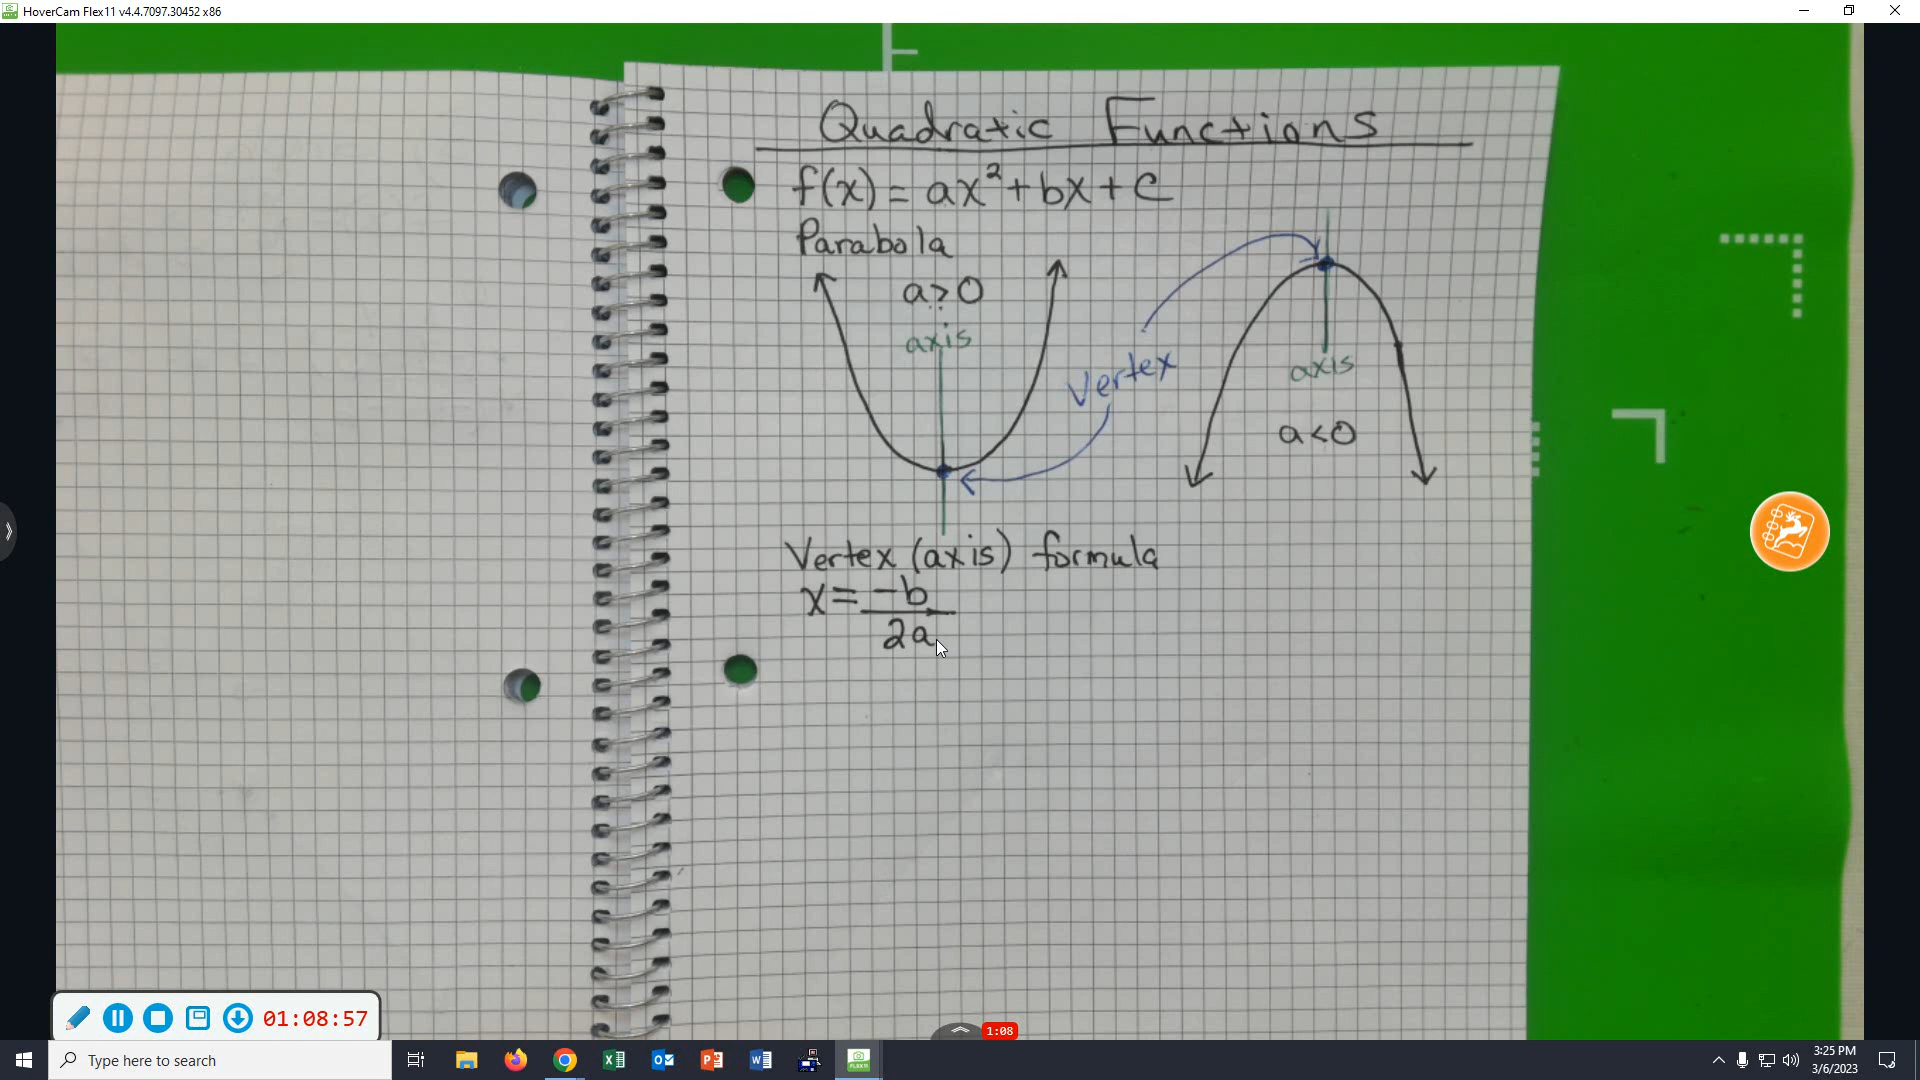 HoverCam Flex11 v4.4.7097.30452 x86
Quadratic Functions
f(x) = ax²+bx+c
Parabola
a>0
axis
Vertex
axis
a<0
Vertex (axis) formula
x = -b
2a
01:08:57
1:08
Type here to search
3:25 PM
3/6/2023